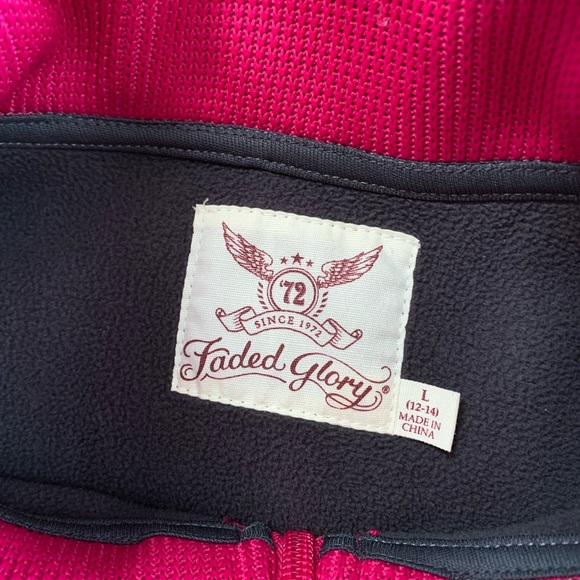 '72
SINCE 1972
Faded Glory®
L
(12-14)
MADE IN
CHINA